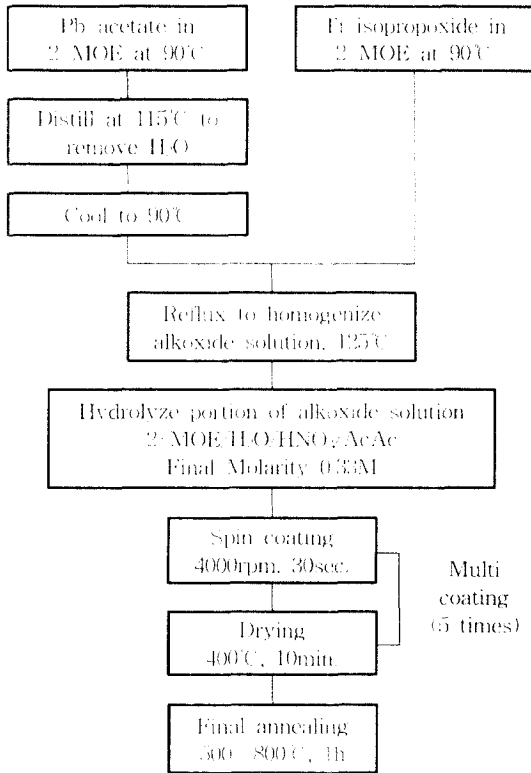 Pb acetate in
2 MOE at 90℃
Ti isopropoxide in
2 MOE at 90℃
Distill at 115℃ to
remove H₂O
Cool to 90℃
Reflux to homogenize
alkoxide solution, 125℃
Hydrolyze portion of alkoxide solution
2-MOE/H₂O/HNO₃/AcAc
Final Molarity 0.33M
Spin coating
4000rpm, 30sec.
Multi
coating
(5 times)
Drying
400℃, 10min.
Final annealing
500 800℃, 1h